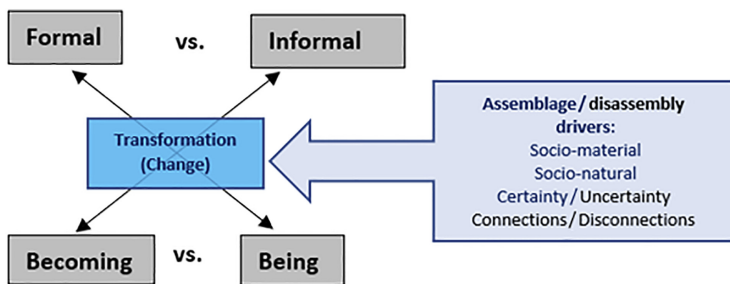 Formal vs. Informal
Transformation
(Change)
Becoming vs. Being
Assemblage/disassembly
drivers:
Socio-material
Socio-natural
Certainty/Uncertainty
Connections/Disconnections